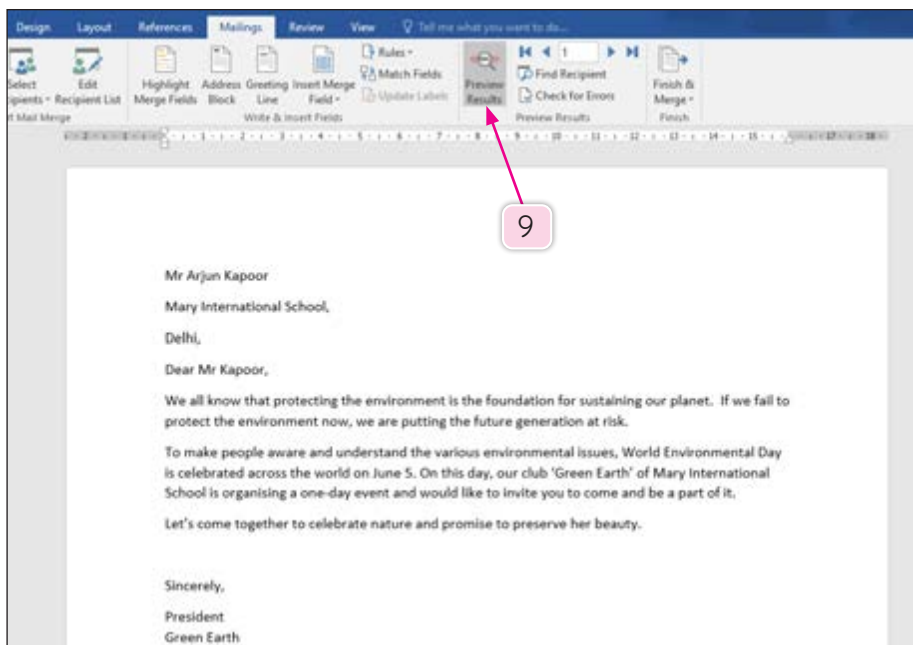 Design Layout References Mailings Review View Tell me what you want to do...
Select Edit Highlight Address Greeting Insert Merge Rules Preview 1 Finish &
Recipient List Merge Fields Block Line Field Match Fields Results Find Recipient Merge
Update Labels Check for Errors
Mail Merge Write & Insert Fields Preview Results Finish
9
Mr Arjun Kapoor
Mary International School,
Delhi,
Dear Mr Kapoor,
We all know that protecting the environment is the foundation for sustaining our planet. If we fail to
protect the environment now, we are putting the future generation at risk.
To make people aware and understand the various environmental issues, World Environmental Day
is celebrated across the world on June 5. On this day, our club 'Green Earth' of Mary International
School is organising a one-day event and would like to invite you to come and be a part of it.
Let's come together to celebrate nature and promise to preserve her beauty.
Sincerely,
President
Green Earth